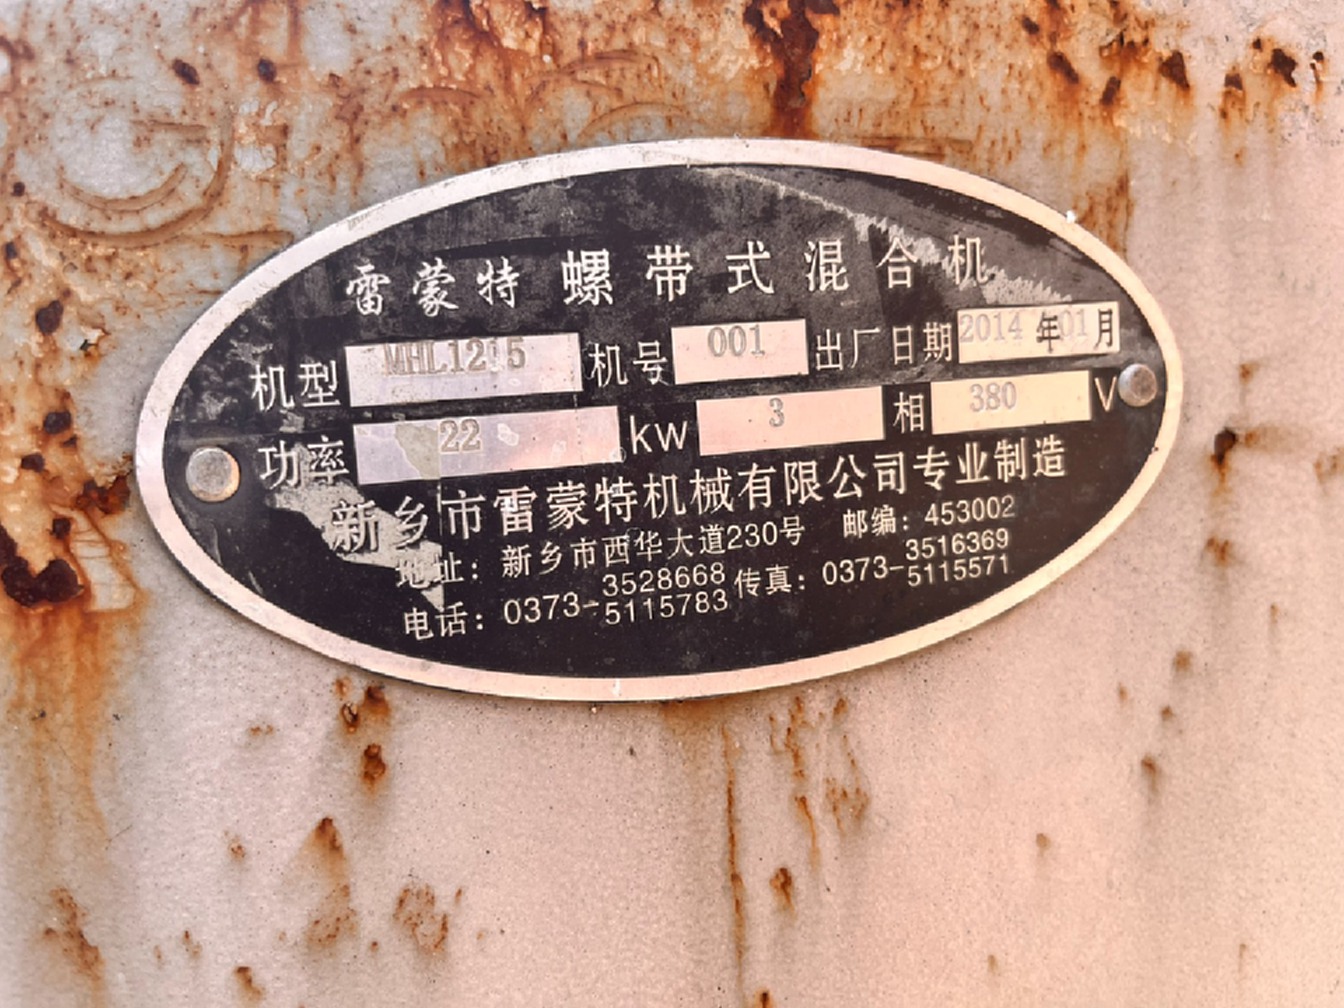 雷蒙特 螺带式混合机
机型 MHL1215 机号 001 出厂日期 2014 年 01 月
功率 22 kw 3 相 380 V
新乡市雷蒙特机械有限公司专业制造
地址：新乡市西华大道230号 邮编：453002
电话：0373-3528668 传真：0373-3516369
5115783 5115571